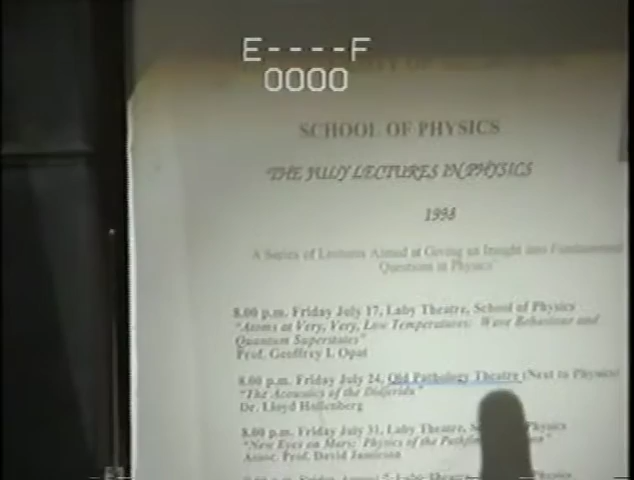 E----F
0000
SCHOOL OF PHYSICS
THE JULY LECTURES IN PHYSICS
1998
A Series of Lectures Aimed at Giving an Insight into Fundamental
Questions in Physics
8.00 p.m. Friday July 17, Laby Theatre, School of Physics
"Atoms at Very, Very, Low Temperatures: Wave Behaviour and
Quantum Superstates"
Prof. Geoffrey I. Opat
8.00 p.m. Friday July 24, Old Pathology Theatre (Next to Physics)
"The Acoustics of the Didjeridu"
Dr. Lloyd Hollenberg
8.00 p.m. Friday July 31, Laby Theatre, Physics
"New Eyes on Mars: Physics of the
Assoc. Prof. David Jamieson